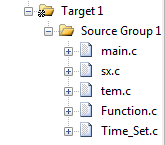 Target 1
Source Group 1
main.c
sx.c
tem.c
Function.c
Time_Set.c